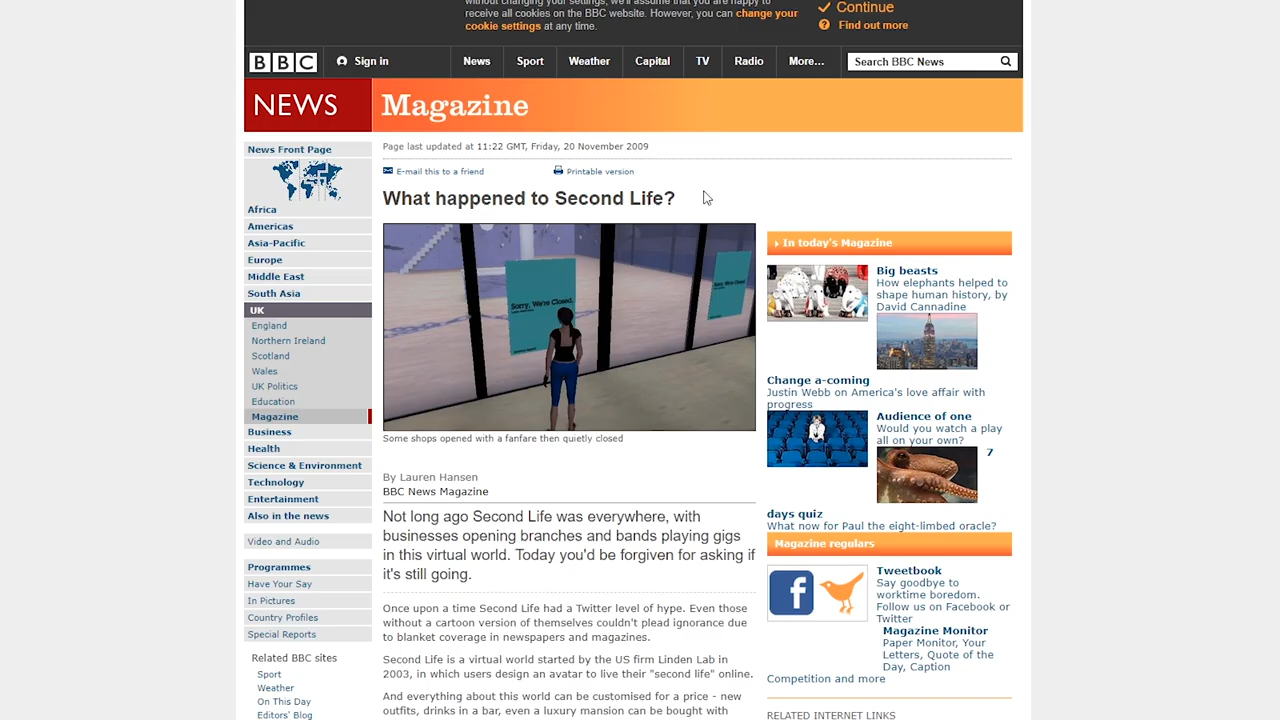 without changing your settings, we'll assume that you are happy to
receive all cookies on the BBC website. However, you can change your
cookie settings at any time.
Continue
Find out more
BBC
Sign in
News
Sport
Weather
Capital
TV
Radio
More...
Search BBC News
NEWS
Magazine
Page last updated at 11:22 GMT, Friday, 20 November 2009
E-mail this to a friend
Printable version
What happened to Second Life?
News Front Page
Africa
Americas
Asia-Pacific
Europe
Middle East
South Asia
UK
England
Northern Ireland
Scotland
Wales
UK Politics
Education
Magazine
Business
Health
Science & Environment
Technology
Entertainment
Also in the news
Video and Audio
Programmes
Have Your Say
In Pictures
Country Profiles
Special Reports
Related BBC sites
Sport
Weather
On This Day
Editors' Blog
Sorry, We're Closed.
Sorry, We're Closed
Some shops opened with a fanfare then quietly closed
By Lauren Hansen
BBC News Magazine
Not long ago Second Life was everywhere, with
businesses opening branches and bands playing gigs
in this virtual world. Today you'd be forgiven for asking if
it's still going.
Once upon a time Second Life had a Twitter level of hype. Even those
without a cartoon version of themselves couldn't plead ignorance due
to blanket coverage in newspapers and magazines.
Second Life is a virtual world started by the US firm Linden Lab in
2003, in which users design an avatar to live their "second life" online.
And everything about this world can be customised for a price - new
outfits, drinks in a bar, even a luxury mansion can be bought with
In today's Magazine
Big beasts
How elephants helped to
shape human history, by
David Cannadine
Change a-coming
Justin Webb on America's love affair with
progress
Audience of one
Would you watch a play
all on your own?
7
days quiz
What now for Paul the eight-limbed oracle?
Magazine regulars
Tweetbook
Say goodbye to
worktime boredom.
Follow us on Facebook or
Twitter
Magazine Monitor
Paper Monitor, Your
Letters, Quote of the
Day, Caption
Competition and more
RELATED INTERNET LINKS